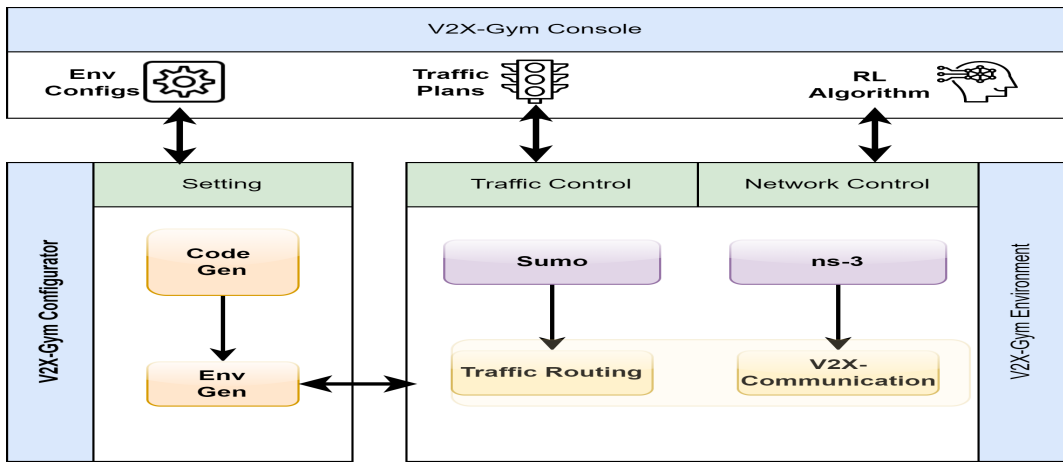 V2X-Gym Console
Env
Configs
Traffic
Plans
RL
Algorithm
V2X-Gym Configurator
Setting
Code
Gen
Env
Gen
Traffic Control
Network Control
Sumo
ns-3
Traffic Routing
V2X-
Communication
V2X-Gym Environment